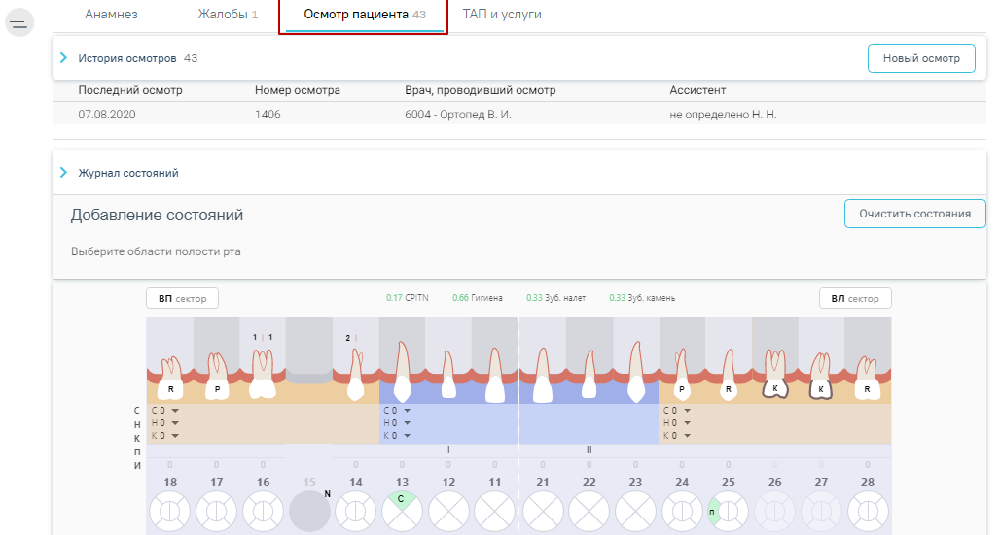 Анамнез Жалобы 1 Осмотр пациента 43 ТАП и услуги
История осмотров 43 Новый осмотр
Последний осмотр Номер осмотра Врач, проводивший осмотр Ассистент
07.08.2020 1406 6004 - Ортопед В. И. не определено Н. Н.
Журнал состояний
Добавление состояний Очистить состояния
Выберите области полости рта
ВП сектор 0.17 CPITN 0.66 Гигиена 0.33 Зуб. налет 0.33 Зуб. камень ВЛ сектор
1 | 1 2 |
R P P R К К R
С С 0 С 0 С 0
Н Н 0 Н 0 Н 0
К К 0 К 0 К 0
П I II
И 0 0 0 0 0 0 0 0 0 0 0 0 0 0 0
18 17 16 15 14 13 12 11 21 22 23 24 25 26 27 28
N
С п